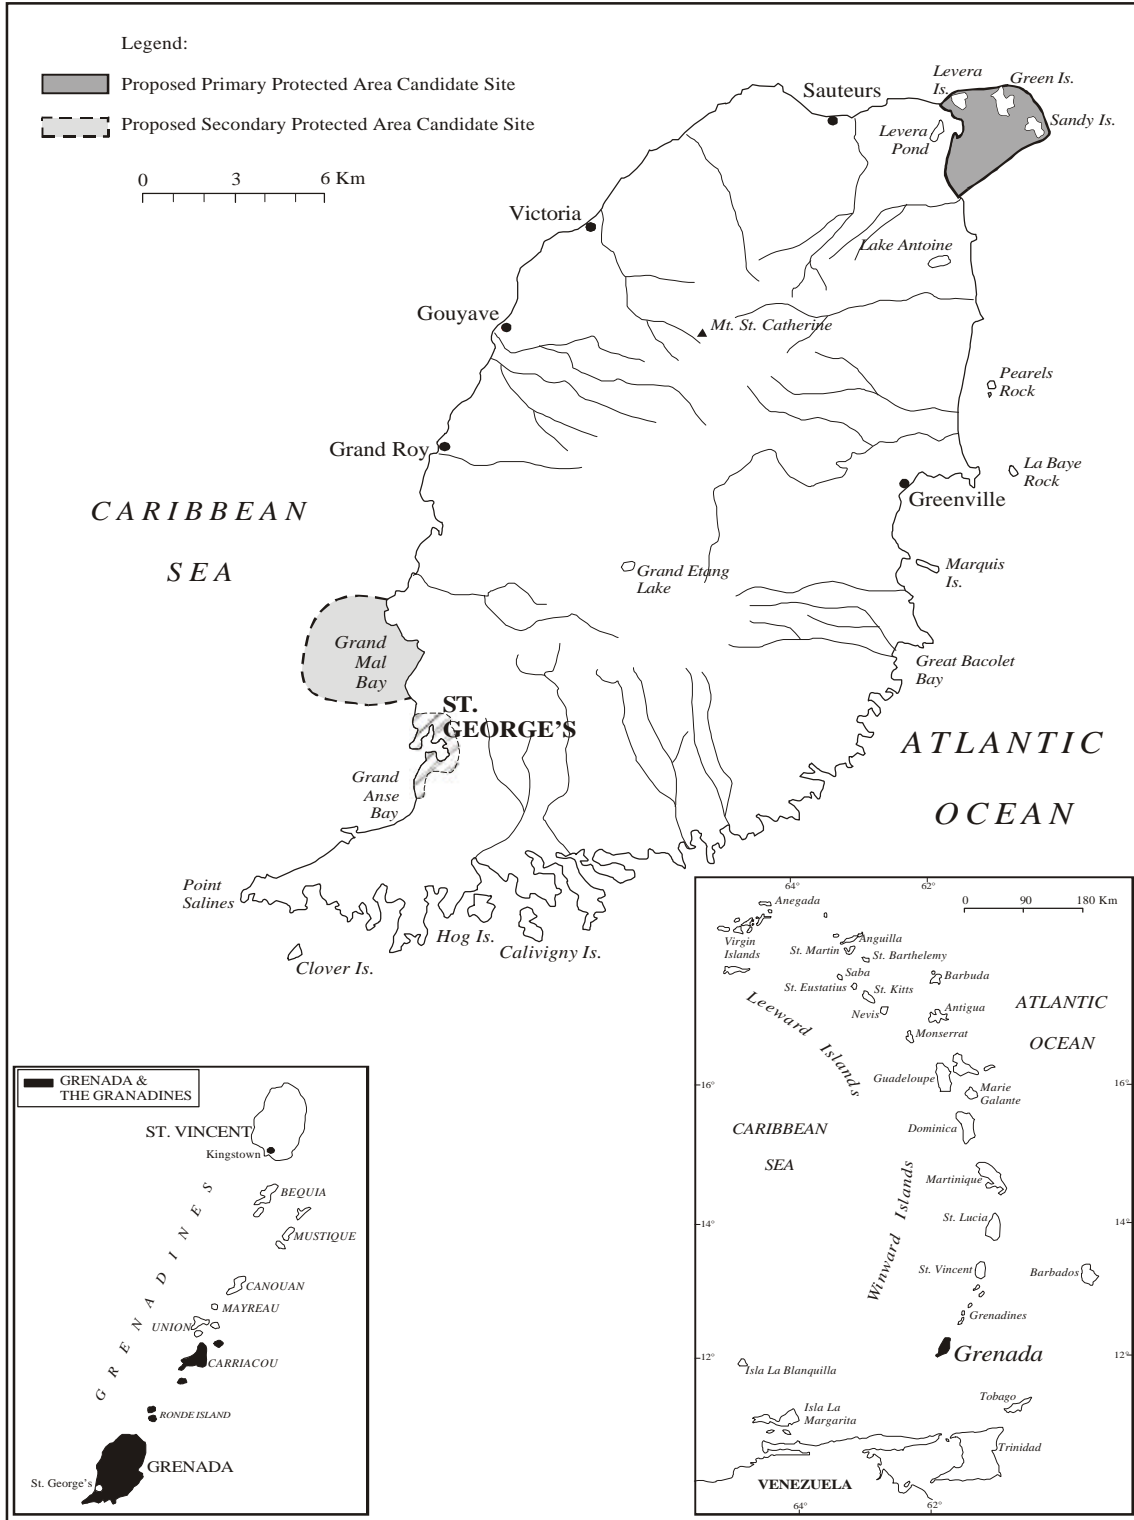 Legend:
Proposed Primary Protected Area Candidate Site
Proposed Secondary Protected Area Candidate Site
0 3 6 Km
Levera
Is.
Green Is.
Sandy Is.
Sauteurs
Levera
Pond
Victoria
Lake Antoine
Gouyave
Mt. St. Catherine
Pearels
Rock
Grand Roy
La Baye
Rock
Greenville
CARIBBEAN
SEA
Grand Etang
Lake
Marquis
Is.
Grand
Mal
Bay
Great Bacolet
Bay
ST.
GEORGE'S
ATLANTIC
OCEAN
Grand
Anse
Bay
Point
Salines
Hog Is.
Calivigny Is.
Clover Is.
GRENADA &
THE GRANADINES
ST. VINCENT
Kingstown
BEQUIA
MUSTIQUE
GRENADINES
CANOUAN
MAYREAU
UNION
CARRIACOU
RONDE ISLAND
GRENADA
St. George's
64°
62°
0 90 180 Km
Anegada
Virgin
Islands
Anguilla
St. Martin
St. Barthelemy
Saba
Barbuda
St. Eustatius
St. Kitts
Nevis
Antigua
ATLANTIC
OCEAN
Leeward Islands
Monserrat
Guadeloupe
16°
16°
Marie
Galante
CARIBBEAN
SEA
Dominica
Winward Islands
Martinique
St. Lucia
14°
14°
St. Vincent
Barbados
Grenadines
Grenada
12°
12°
Isla La Blanquilla
Tobago
Isla La
Margarita
Trinidad
VENEZUELA
64°
62°